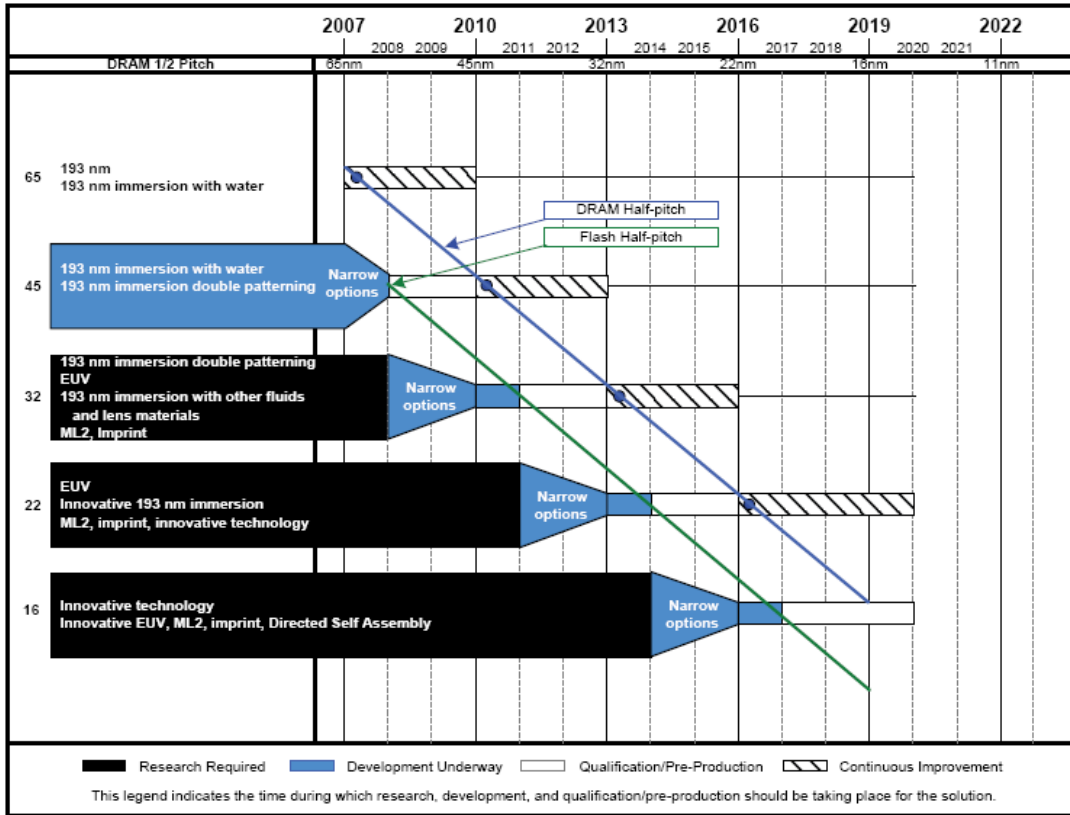 2007 2010 2013 2016 2019 2022
2008 2009 2011 2012 2014 2015 2017 2018 2020 2021
DRAM 1/2 Pitch 65nm 45nm 32nm 22nm 16nm 11nm
65
193 nm
193 nm immersion with water
DRAM Half-pitch
Flash Half-pitch
45
193 nm immersion with water
193 nm immersion double patterning
Narrow
options
32
193 nm immersion double patterning
EUV
193 nm immersion with other fluids
and lens materials
ML2, Imprint
Narrow
options
22
EUV
Innovative 193 nm immersion
ML2, imprint, innovative technology
Narrow
options
16
Innovative technology
Innovative EUV, ML2, imprint, Directed Self Assembly
Narrow
options
Research Required Development Underway Qualification/Pre-Production Continuous Improvement
This legend indicates the time during which research, development, and qualification/pre-production should be taking place for the solution.